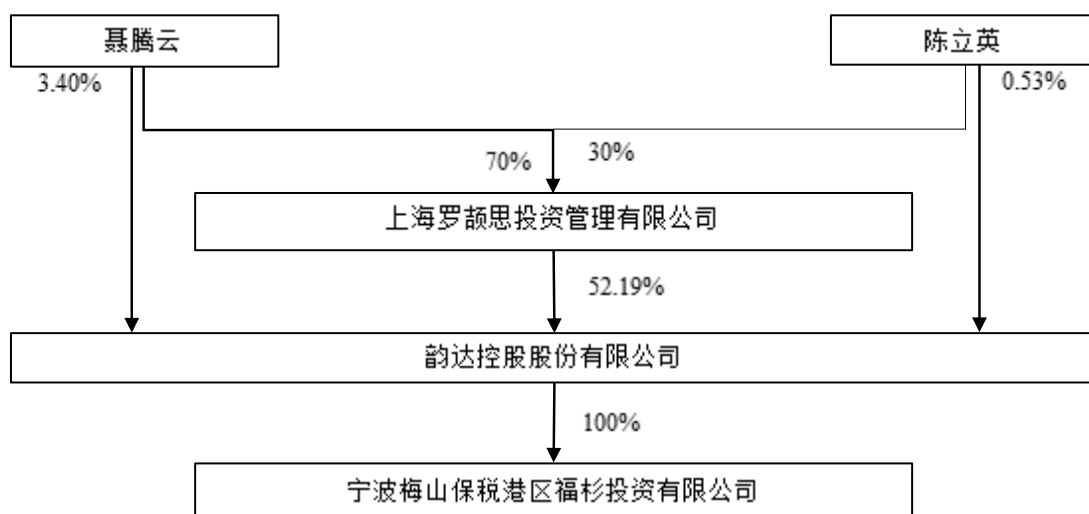 聂腾云
陈立英
3.40%
0.53%
70%
30%
上海罗颉思投资管理有限公司
52.19%
韵达控股股份有限公司
100%
宁波梅山保税港区福杉投资有限公司